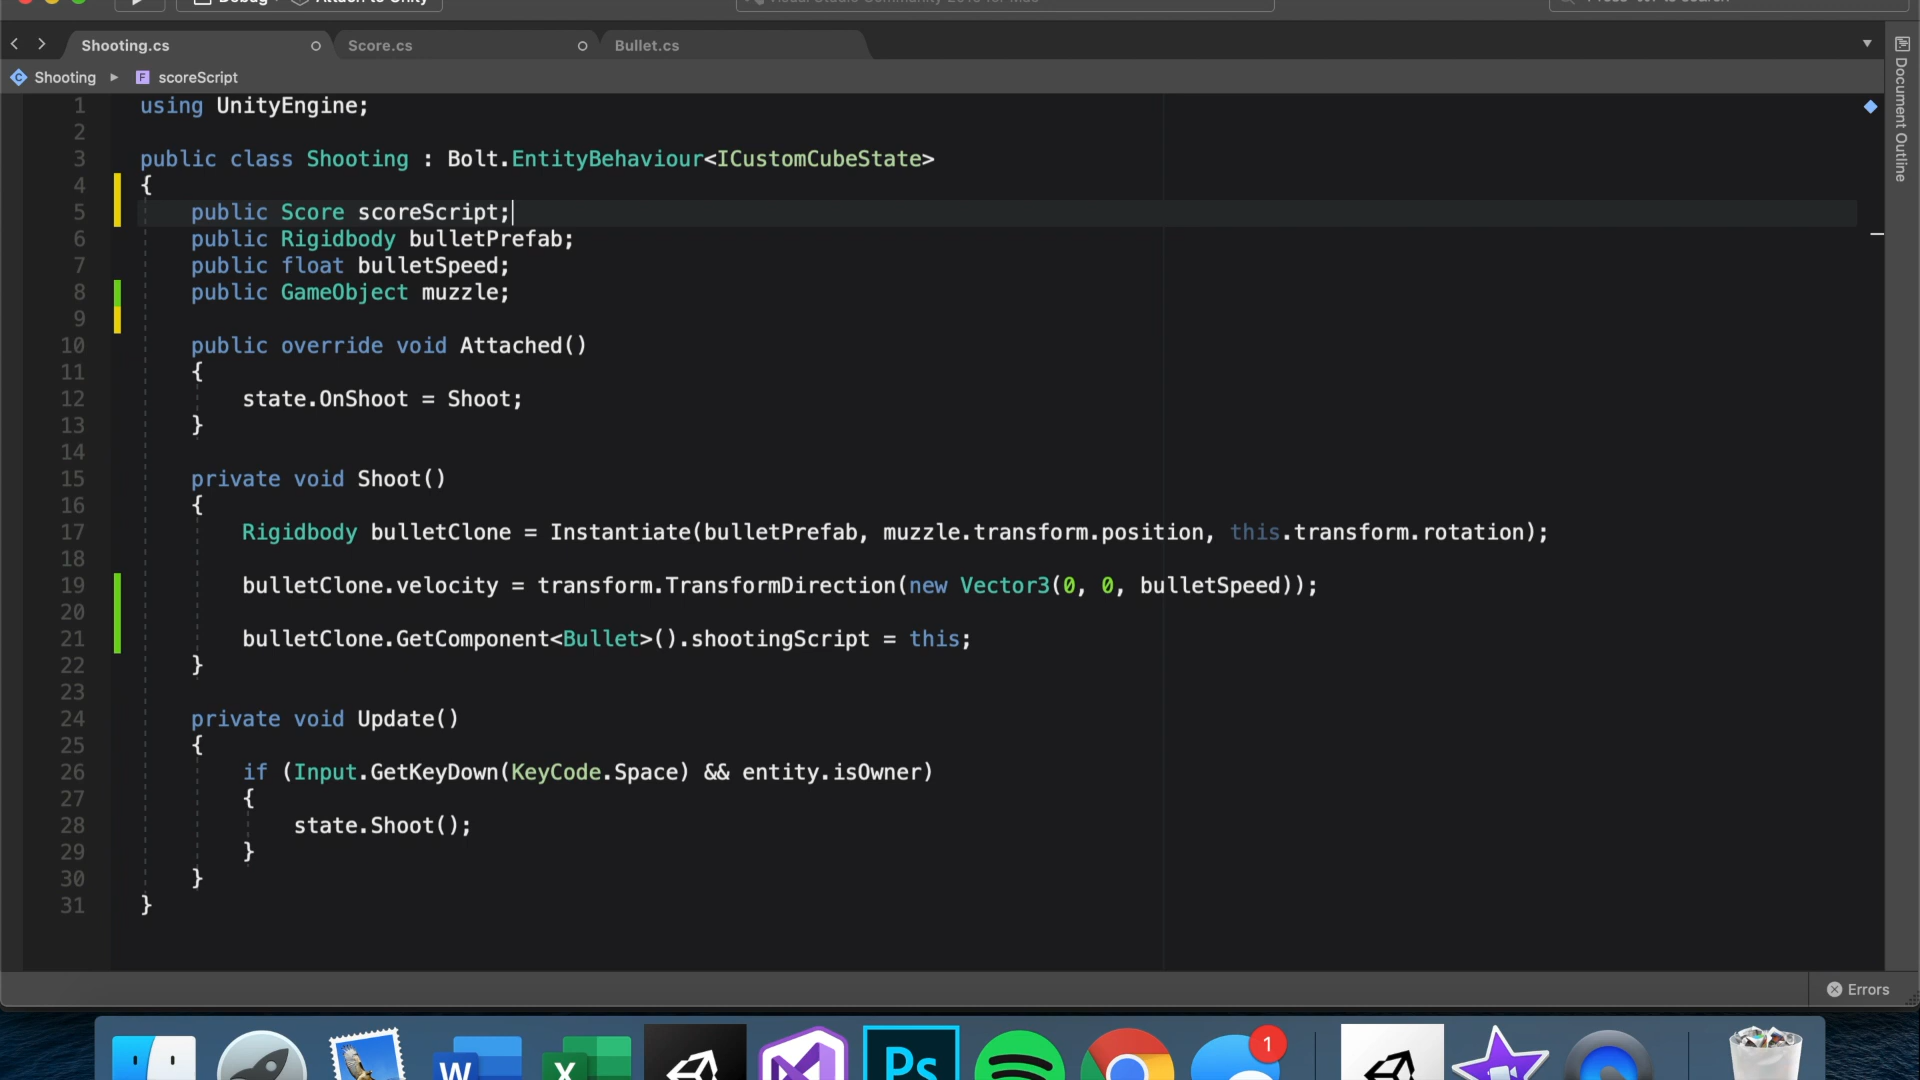 Shooting.cs
Score.cs
Bullet.cs
Shooting
F scoreScript
Document Outline
1 using UnityEngine;
2
3 public class Shooting : Bolt.EntityBehaviour<ICustomCubeState>
4 {
5 public Score scoreScript;
6 public Rigidbody bulletPrefab;
7 public float bulletSpeed;
8 public GameObject muzzle;
9
10 public override void Attached()
11 {
12 state.OnShoot = Shoot;
13 }
14
15 private void Shoot()
16 {
17 Rigidbody bulletClone = Instantiate(bulletPrefab, muzzle.transform.position, this.transform.rotation);
18
19 bulletClone.velocity = transform.TransformDirection(new Vector3(0, 0, bulletSpeed));
20
21 bulletClone.GetComponent<Bullet>().shootingScript = this;
22 }
23
24 private void Update()
25 {
26 if (Input.GetKeyDown(KeyCode.Space) && entity.isOwner)
27 {
28 state.Shoot();
29 }
30 }
31 }
Errors
W
X
Ps
1